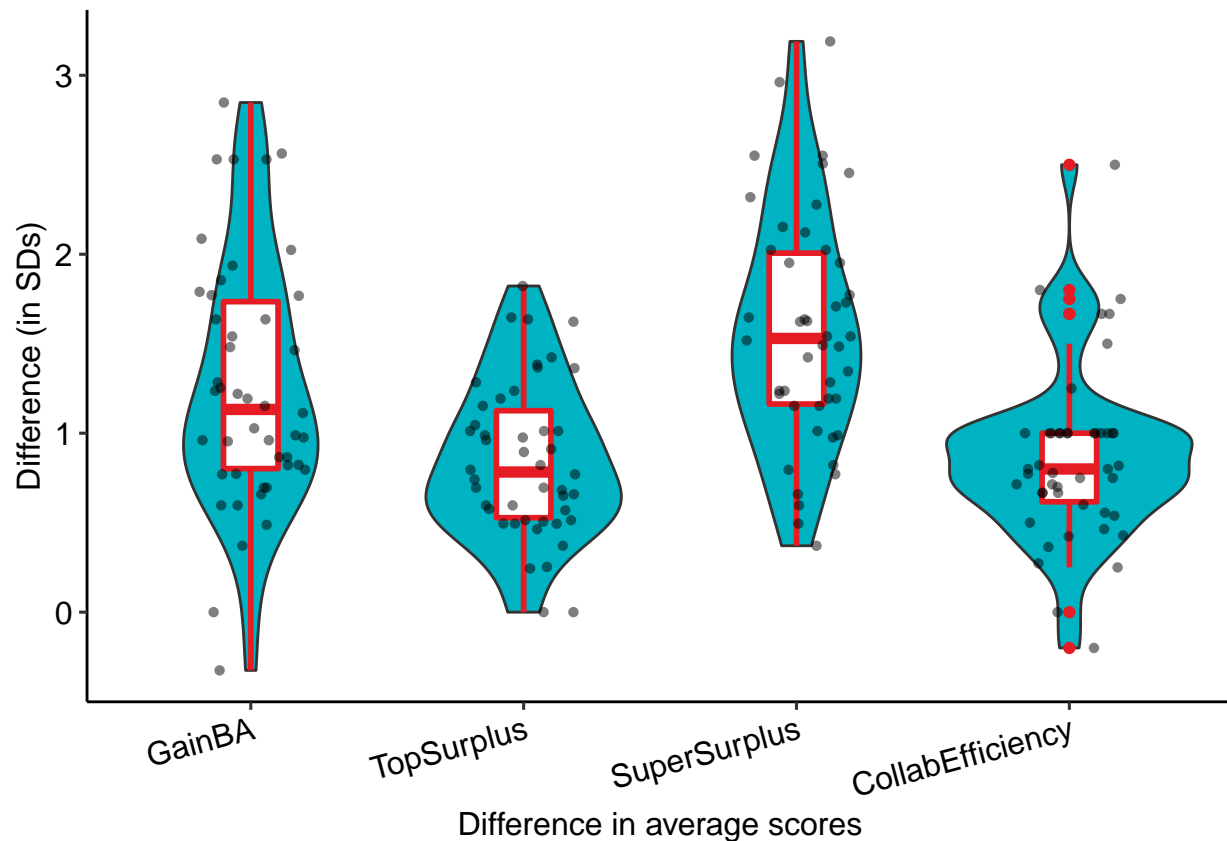 Difference (in SDs)
3
2
1
0
GainBA
TopSurplus
SuperSurplus
CollabEfficiency
Difference in average scores